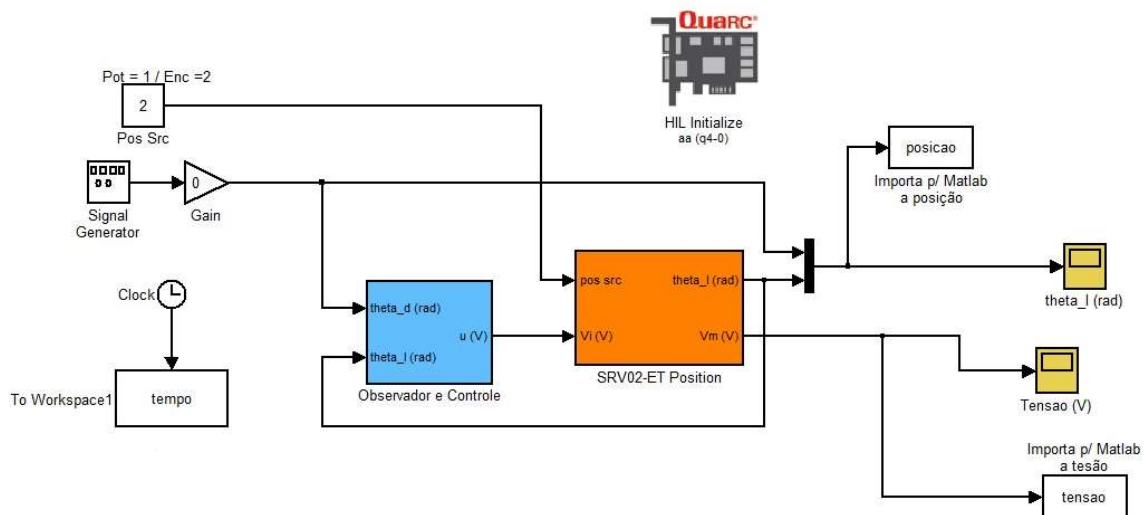 QUARC®
HIL Initialize
aa (q4-0)
Pot = 1 / Enc =2
2
Pos Src
Signal
Generator
0
Gain
posicao
Importa p/ Matlab
a posição
Clock
To Workspace1
tempo
theta_d (rad)
theta_l (rad)
u (V)
Observador e Controle
pos src
Vi (V)
theta_l (rad)
Vm (V)
SRV02-ET Position
theta_l (rad)
Tensao (V)
Importa p/ Matlab
a tesão
tensao